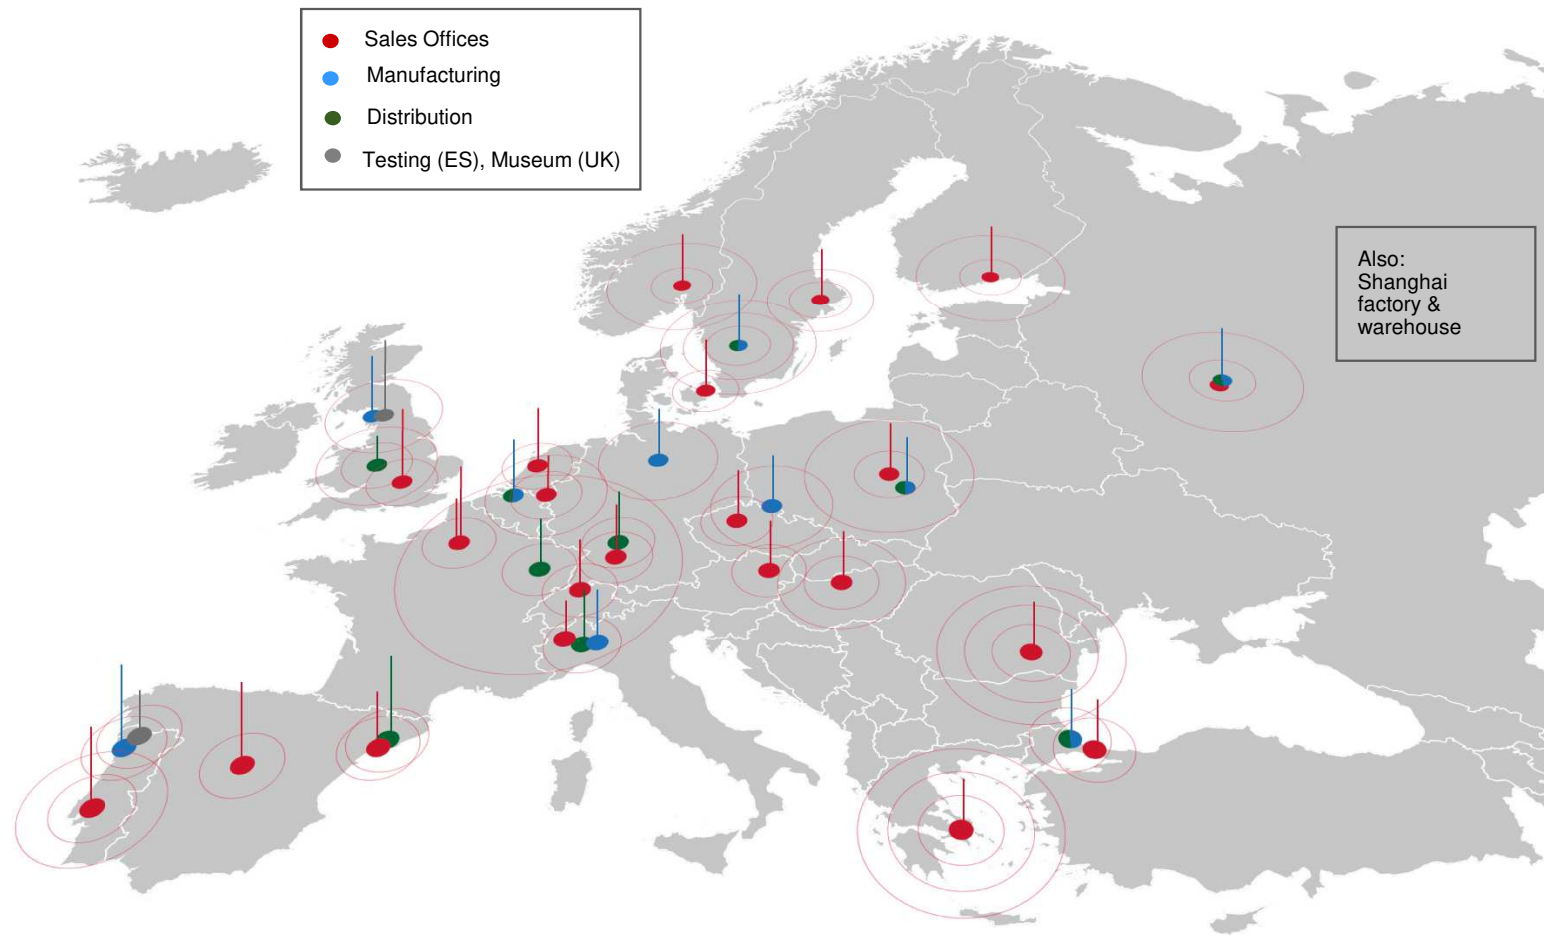 Sales Offices
Manufacturing
Distribution
Testing (ES), Museum (UK)
Also:
Shanghai
factory &
warehouse